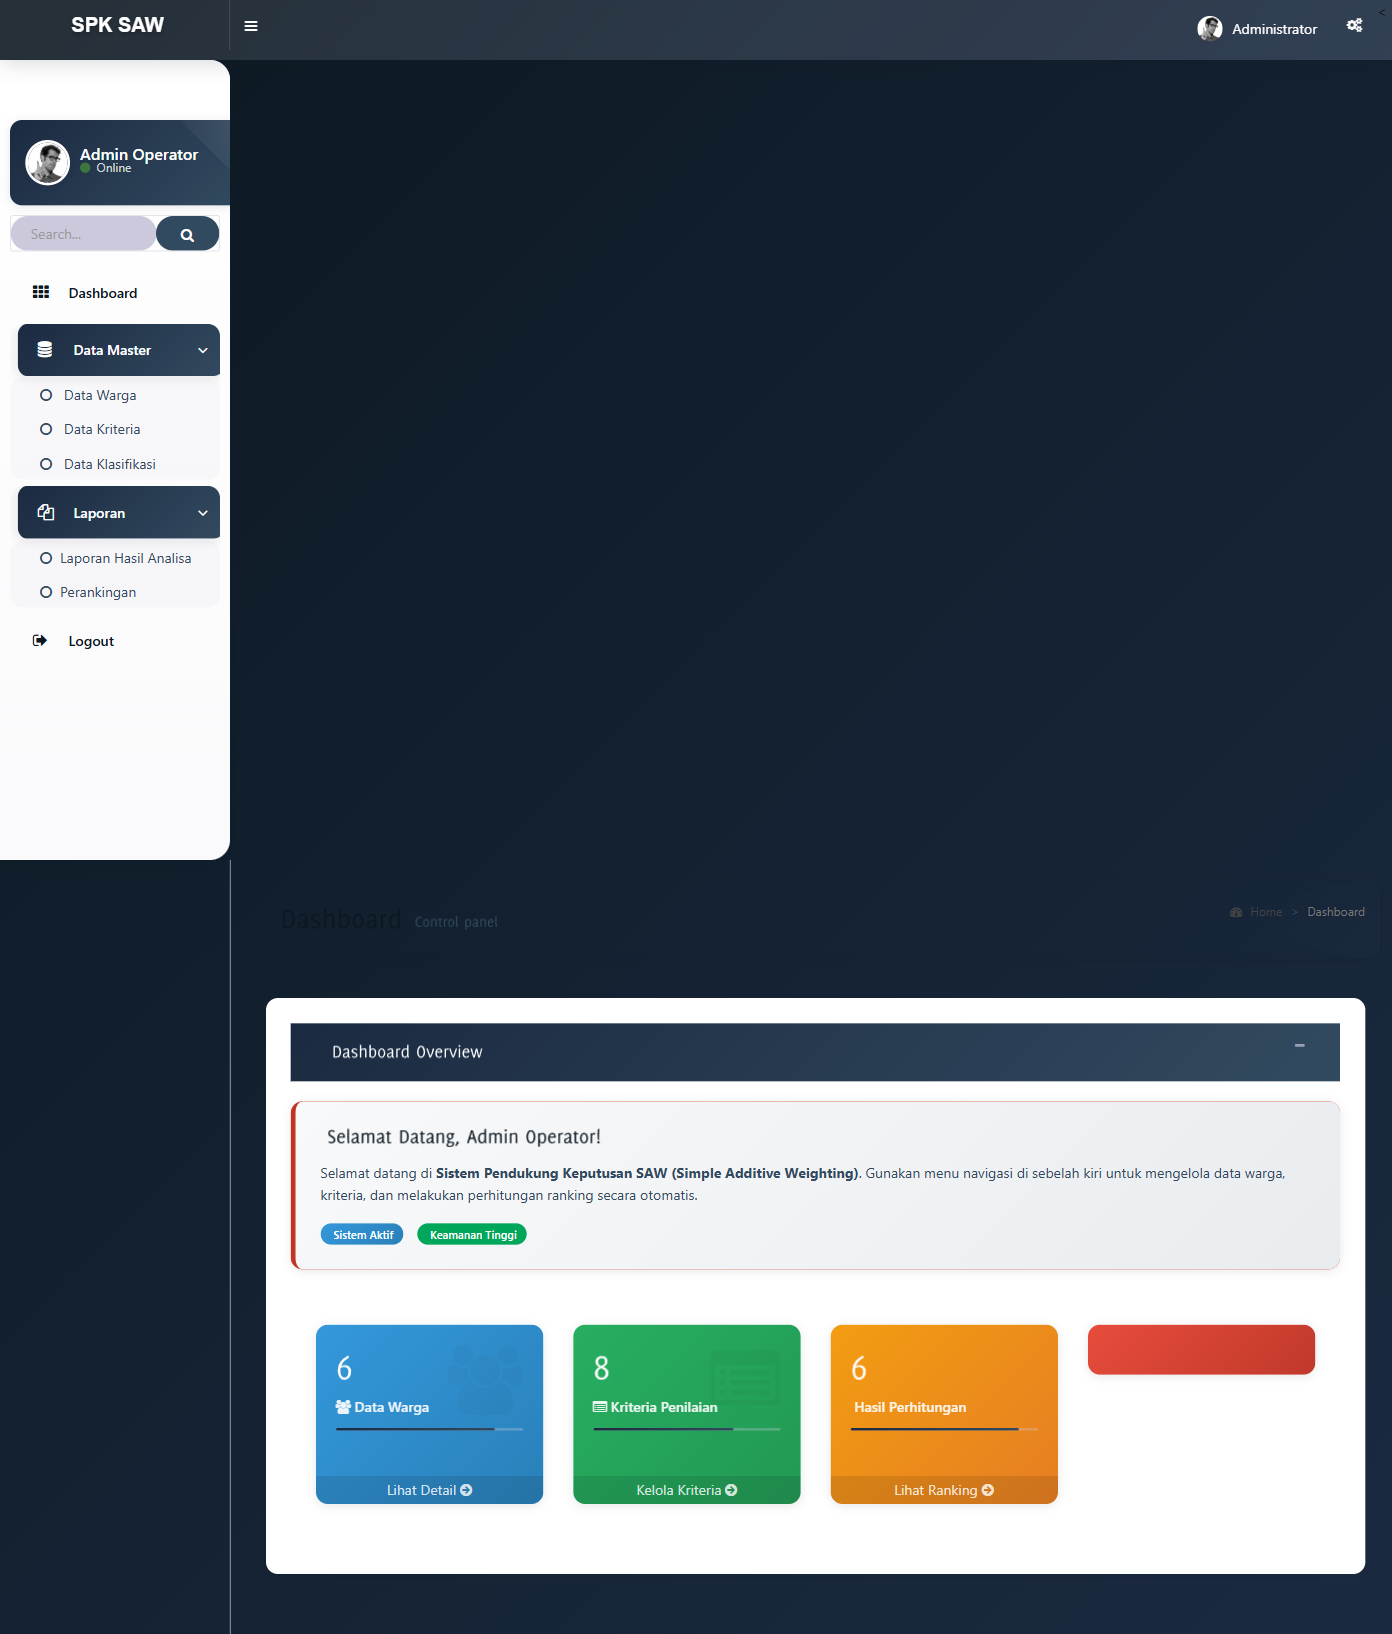 SPK SAW
Administrator
<
Admin Operator
Online
Search...
Dashboard
Data Master
Data Warga
Data Kriteria
Data Klasifikasi
Laporan
Laporan Hasil Analisa
Perankingan
Logout
Dashboard Control panel
Home > Dashboard
Dashboard Overview
Selamat Datang, Admin Operator!
Selamat datang di Sistem Pendukung Keputusan SAW (Simple Additive Weighting). Gunakan menu navigasi di sebelah kiri untuk mengelola data warga,
kriteria, dan melakukan perhitungan ranking secara otomatis.
Sistem Aktif Keamanan Tinggi
6
Data Warga
Lihat Detail
8
Kriteria Penilaian
Kelola Kriteria
6
Hasil Perhitungan
Lihat Ranking